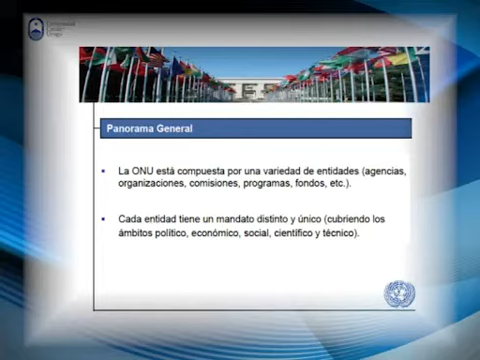 Universidad
Panorama General
▪ La ONU está compuesta por una variedad de entidades (agencias,
organizaciones, comisiones, programas, fondos, etc.).
▪ Cada entidad tiene un mandato distinto y único (cubriendo los
ámbitos político, económico, social, científico y técnico).